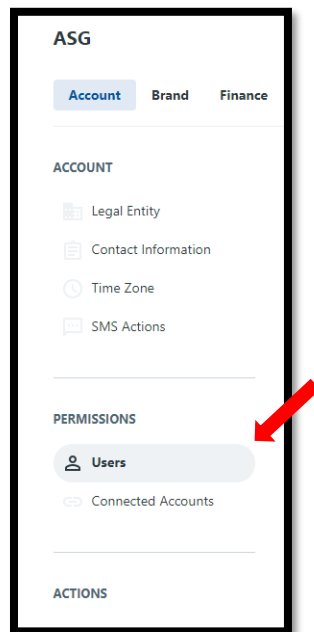 ASG
Account Brand Finance
ACCOUNT
Legal Entity
Contact Information
Time Zone
SMS Actions
PERMISSIONS
Users
Connected Accounts
ACTIONS